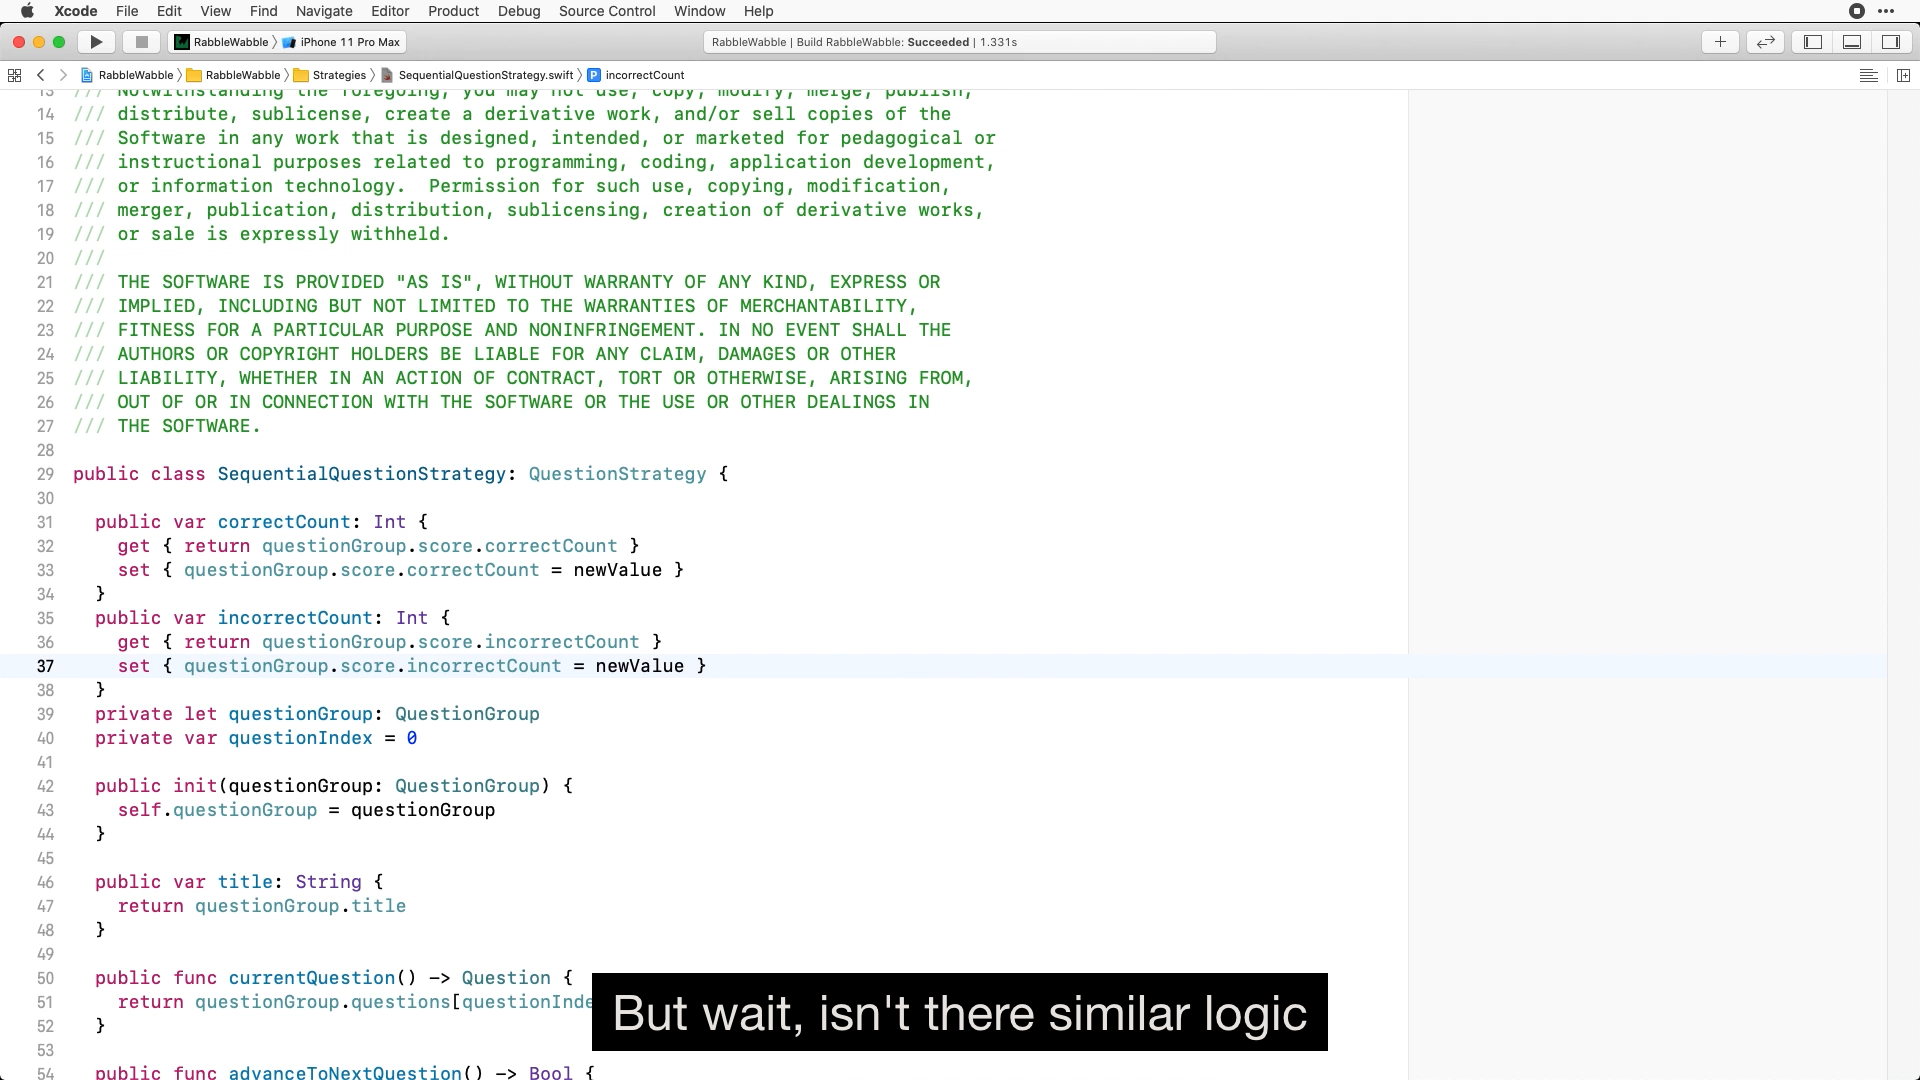 Xcode File Edit View Find Navigate Editor Product Debug Source Control Window Help
RabbleWabble iPhone 11 Pro Max RabbleWabble | Build RabbleWabble: Succeeded | 1.331s
RabbleWabble RabbleWabble Strategies SequentialQuestionStrategy.swift P incorrectCount
13 /// Notwithstanding the foregoing, you may not use, copy, modify, merge, publish,
14 /// distribute, sublicense, create a derivative work, and/or sell copies of the
15 /// Software in any work that is designed, intended, or marketed for pedagogical or
16 /// instructional purposes related to programming, coding, application development,
17 /// or information technology.  Permission for such use, copying, modification,
18 /// merger, publication, distribution, sublicensing, creation of derivative works,
19 /// or sale is expressly withheld.
20 ///
21 /// THE SOFTWARE IS PROVIDED "AS IS", WITHOUT WARRANTY OF ANY KIND, EXPRESS OR
22 /// IMPLIED, INCLUDING BUT NOT LIMITED TO THE WARRANTIES OF MERCHANTABILITY,
23 /// FITNESS FOR A PARTICULAR PURPOSE AND NONINFRINGEMENT. IN NO EVENT SHALL THE
24 /// AUTHORS OR COPYRIGHT HOLDERS BE LIABLE FOR ANY CLAIM, DAMAGES OR OTHER
25 /// LIABILITY, WHETHER IN AN ACTION OF CONTRACT, TORT OR OTHERWISE, ARISING FROM,
26 /// OUT OF OR IN CONNECTION WITH THE SOFTWARE OR THE USE OR OTHER DEALINGS IN
27 /// THE SOFTWARE.
28
29 public class SequentialQuestionStrategy: QuestionStrategy {
30
31 public var correctCount: Int {
32 get { return questionGroup.score.correctCount }
33 set { questionGroup.score.correctCount = newValue }
34 }
35 public var incorrectCount: Int {
36 get { return questionGroup.score.incorrectCount }
37 set { questionGroup.score.incorrectCount = newValue }
38 }
39 private let questionGroup: QuestionGroup
40 private var questionIndex = 0
41
42 public init(questionGroup: QuestionGroup) {
43 self.questionGroup = questionGroup
44 }
45
46 public var title: String {
47 return questionGroup.title
48 }
49
50 public func currentQuestion() -> Question {
51 return questionGroup.questions[questionInde
52 }
53
54 public func advanceToNextQuestion() -> Bool {
But wait, isn't there similar logic